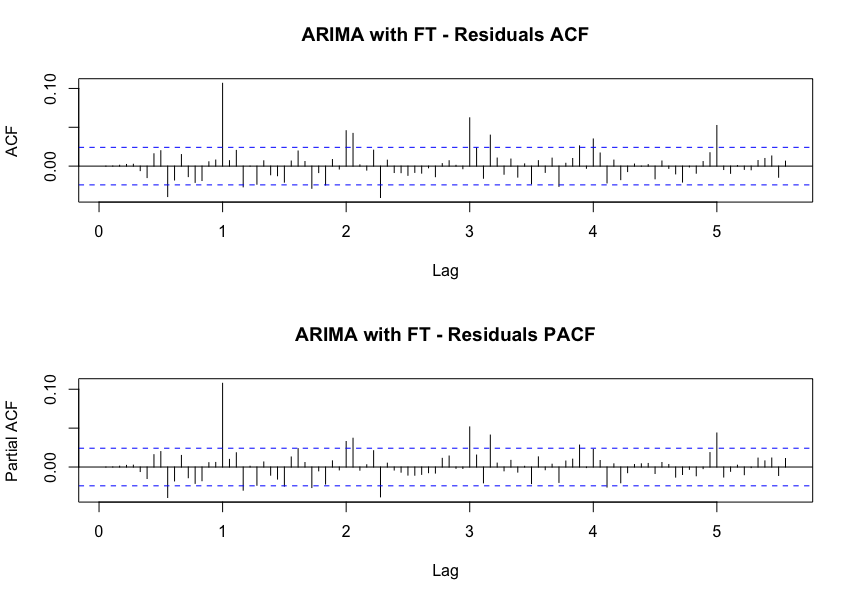 ARIMA with FT - Residuals ACF
ACF
0.10
0.00
0 1 2 3 4 5
Lag
ARIMA with FT - Residuals PACF
Partial ACF
0.10
0.00
0 1 2 3 4 5
Lag